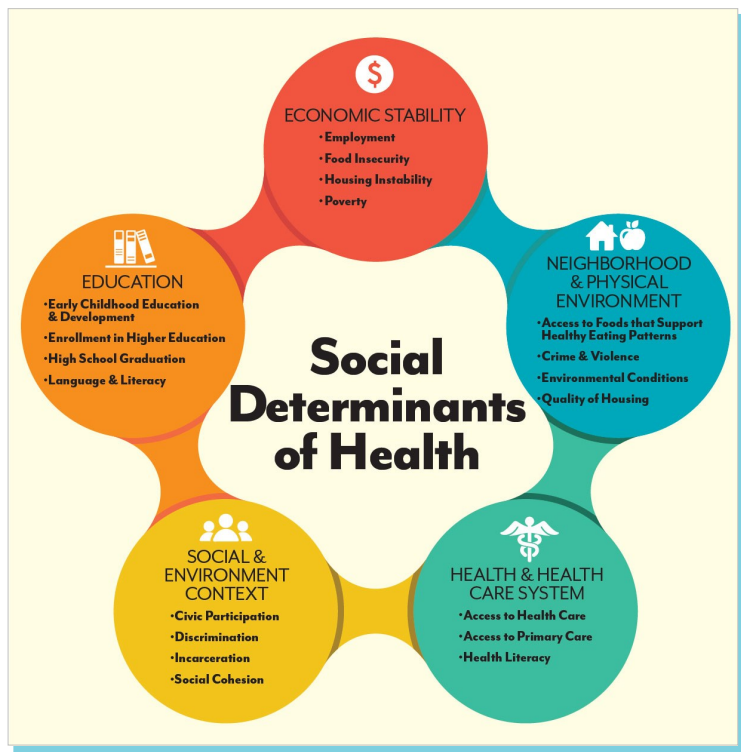 $
ECONOMIC STABILITY
•Employment
•Food Insecurity
•Housing Instability
•Poverty
NEIGHBORHOOD
& PHYSICAL
ENVIRONMENT
•Access to Foods that Support
Healthy Eating Patterns
•Crime & Violence
•Environmental Conditions
•Quality of Housing
EDUCATION
•Early Childhood Education
& Development
•Enrollment in Higher Education
•High School Graduation
•Language & Literacy
Social
Determinants
of Health
SOCIAL &
ENVIRONMENT
CONTEXT
•Civic Participation
•Discrimination
•Incarceration
•Social Cohesion
HEALTH & HEALTH
CARE SYSTEM
•Access to Health Care
•Access to Primary Care
•Health Literacy